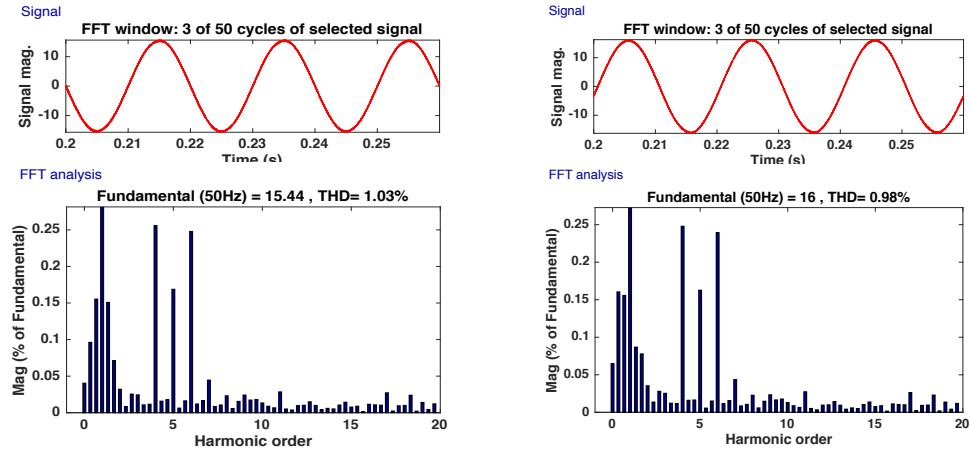 Signal
FFT window: 3 of 50 cycles of selected signal
Signal mag.
10
0
-10
0.2 0.21 0.22 0.23 0.24 0.25
Time (s)
FFT analysis
Fundamental (50Hz) = 15.44 , THD= 1.03%
Mag (% of Fundamental)
0.25
0.2
0.15
0.1
0.05
0
0 5 10 15 20
Harmonic order
Signal
FFT window: 3 of 50 cycles of selected signal
Signal mag.
10
0
-10
0.2 0.21 0.22 0.23 0.24 0.25
Time (s)
FFT analysis
Fundamental (50Hz) = 16 , THD= 0.98%
Mag (% of Fundamental)
0.25
0.2
0.15
0.1
0.05
0
0 5 10 15 20
Harmonic order